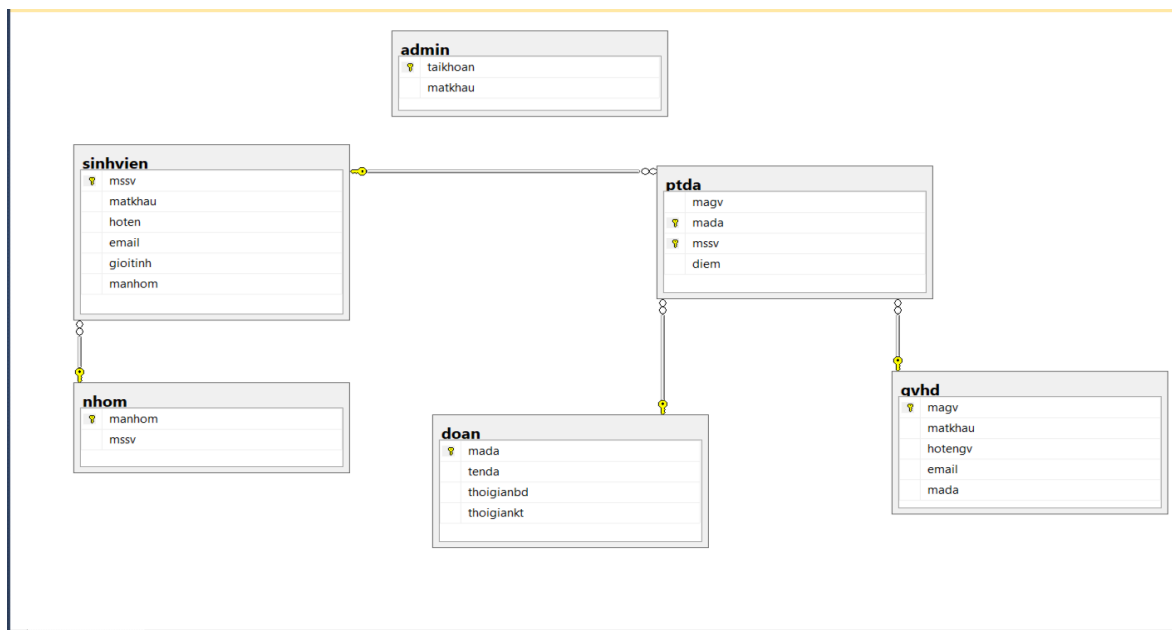 admin
taikhoan
matkhau
sinhvien
mssv
matkhau
hoten
email
gioitinh
manhom
ptda
magv
mada
mssv
diem
nhom
manhom
mssv
doan
mada
tenda
thoigianbd
thoigiankt
gvhd
magv
matkhau
hotengv
email
mada